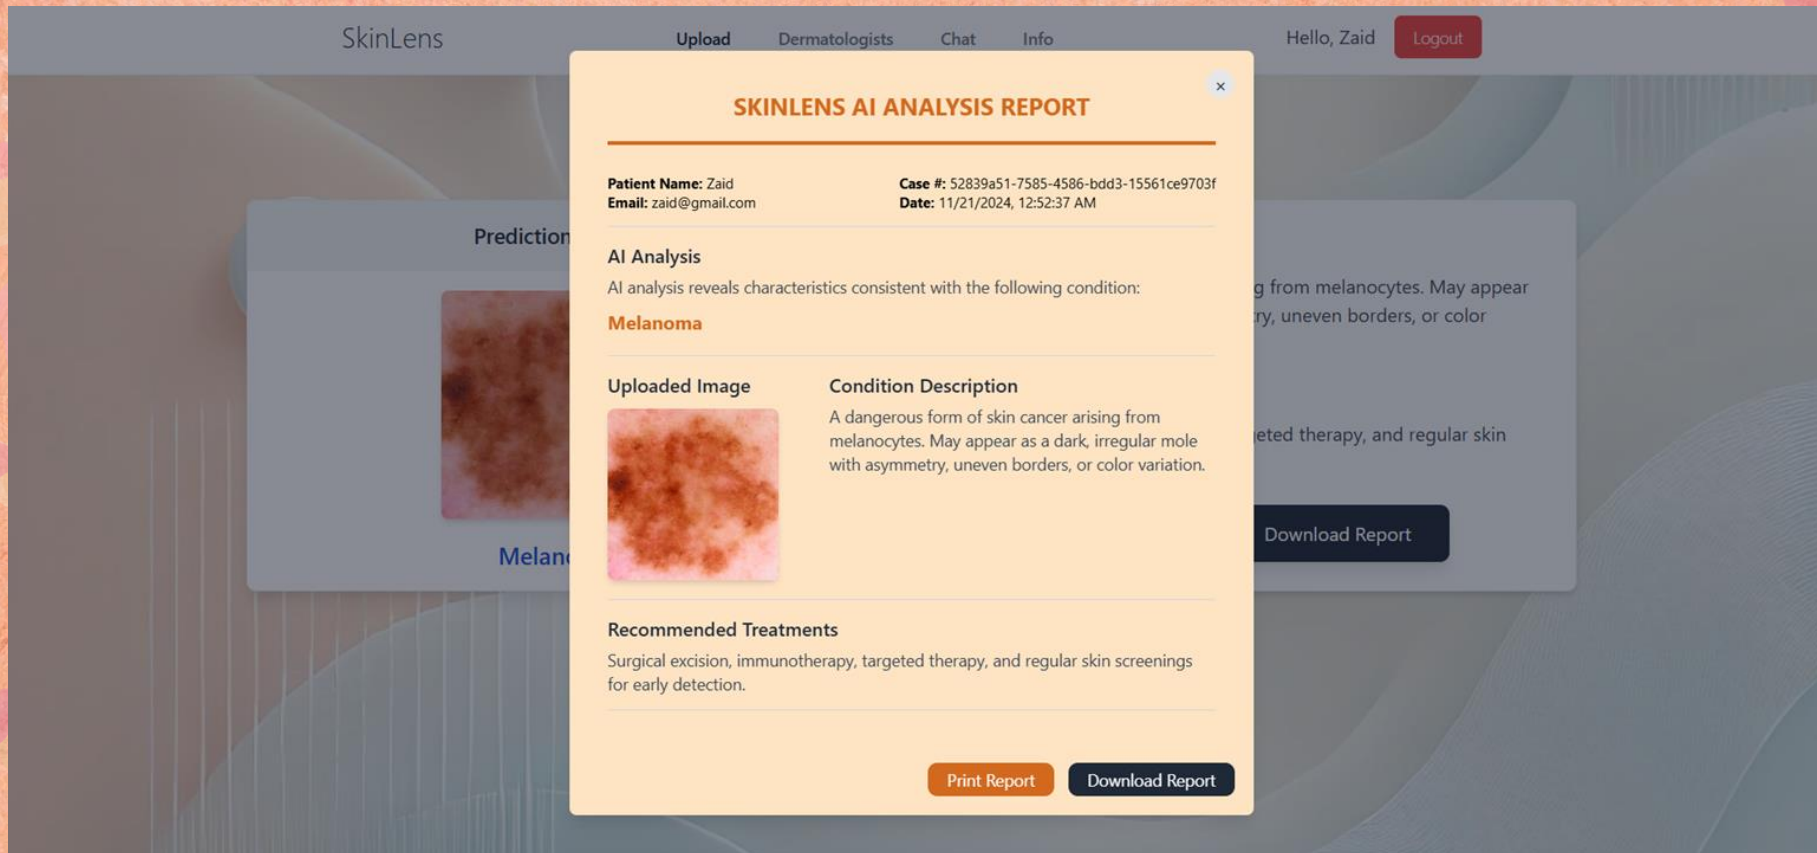 SkinLens
Upload Dermatologists Chat Info
Hello, Zaid Logout
×
SKINLENS AI ANALYSIS REPORT
Patient Name: Zaid
Email: zaid@gmail.com
Case #: 52839a51-7585-4586-bdd3-15561ce9703f
Date: 11/21/2024, 12:52:37 AM
Prediction
AI Analysis
AI analysis reveals characteristics consistent with the following condition:
Melanoma
Uploaded Image
Condition Description
A dangerous form of skin cancer arising from
melanocytes. May appear as a dark, irregular mole
with asymmetry, uneven borders, or color variation.
Recommended Treatments
Surgical excision, immunotherapy, targeted therapy, and regular skin screenings
for early detection.
Print Report Download Report
from melanocytes. May appear
uneven borders, or color
therapy, and regular skin
Download Report